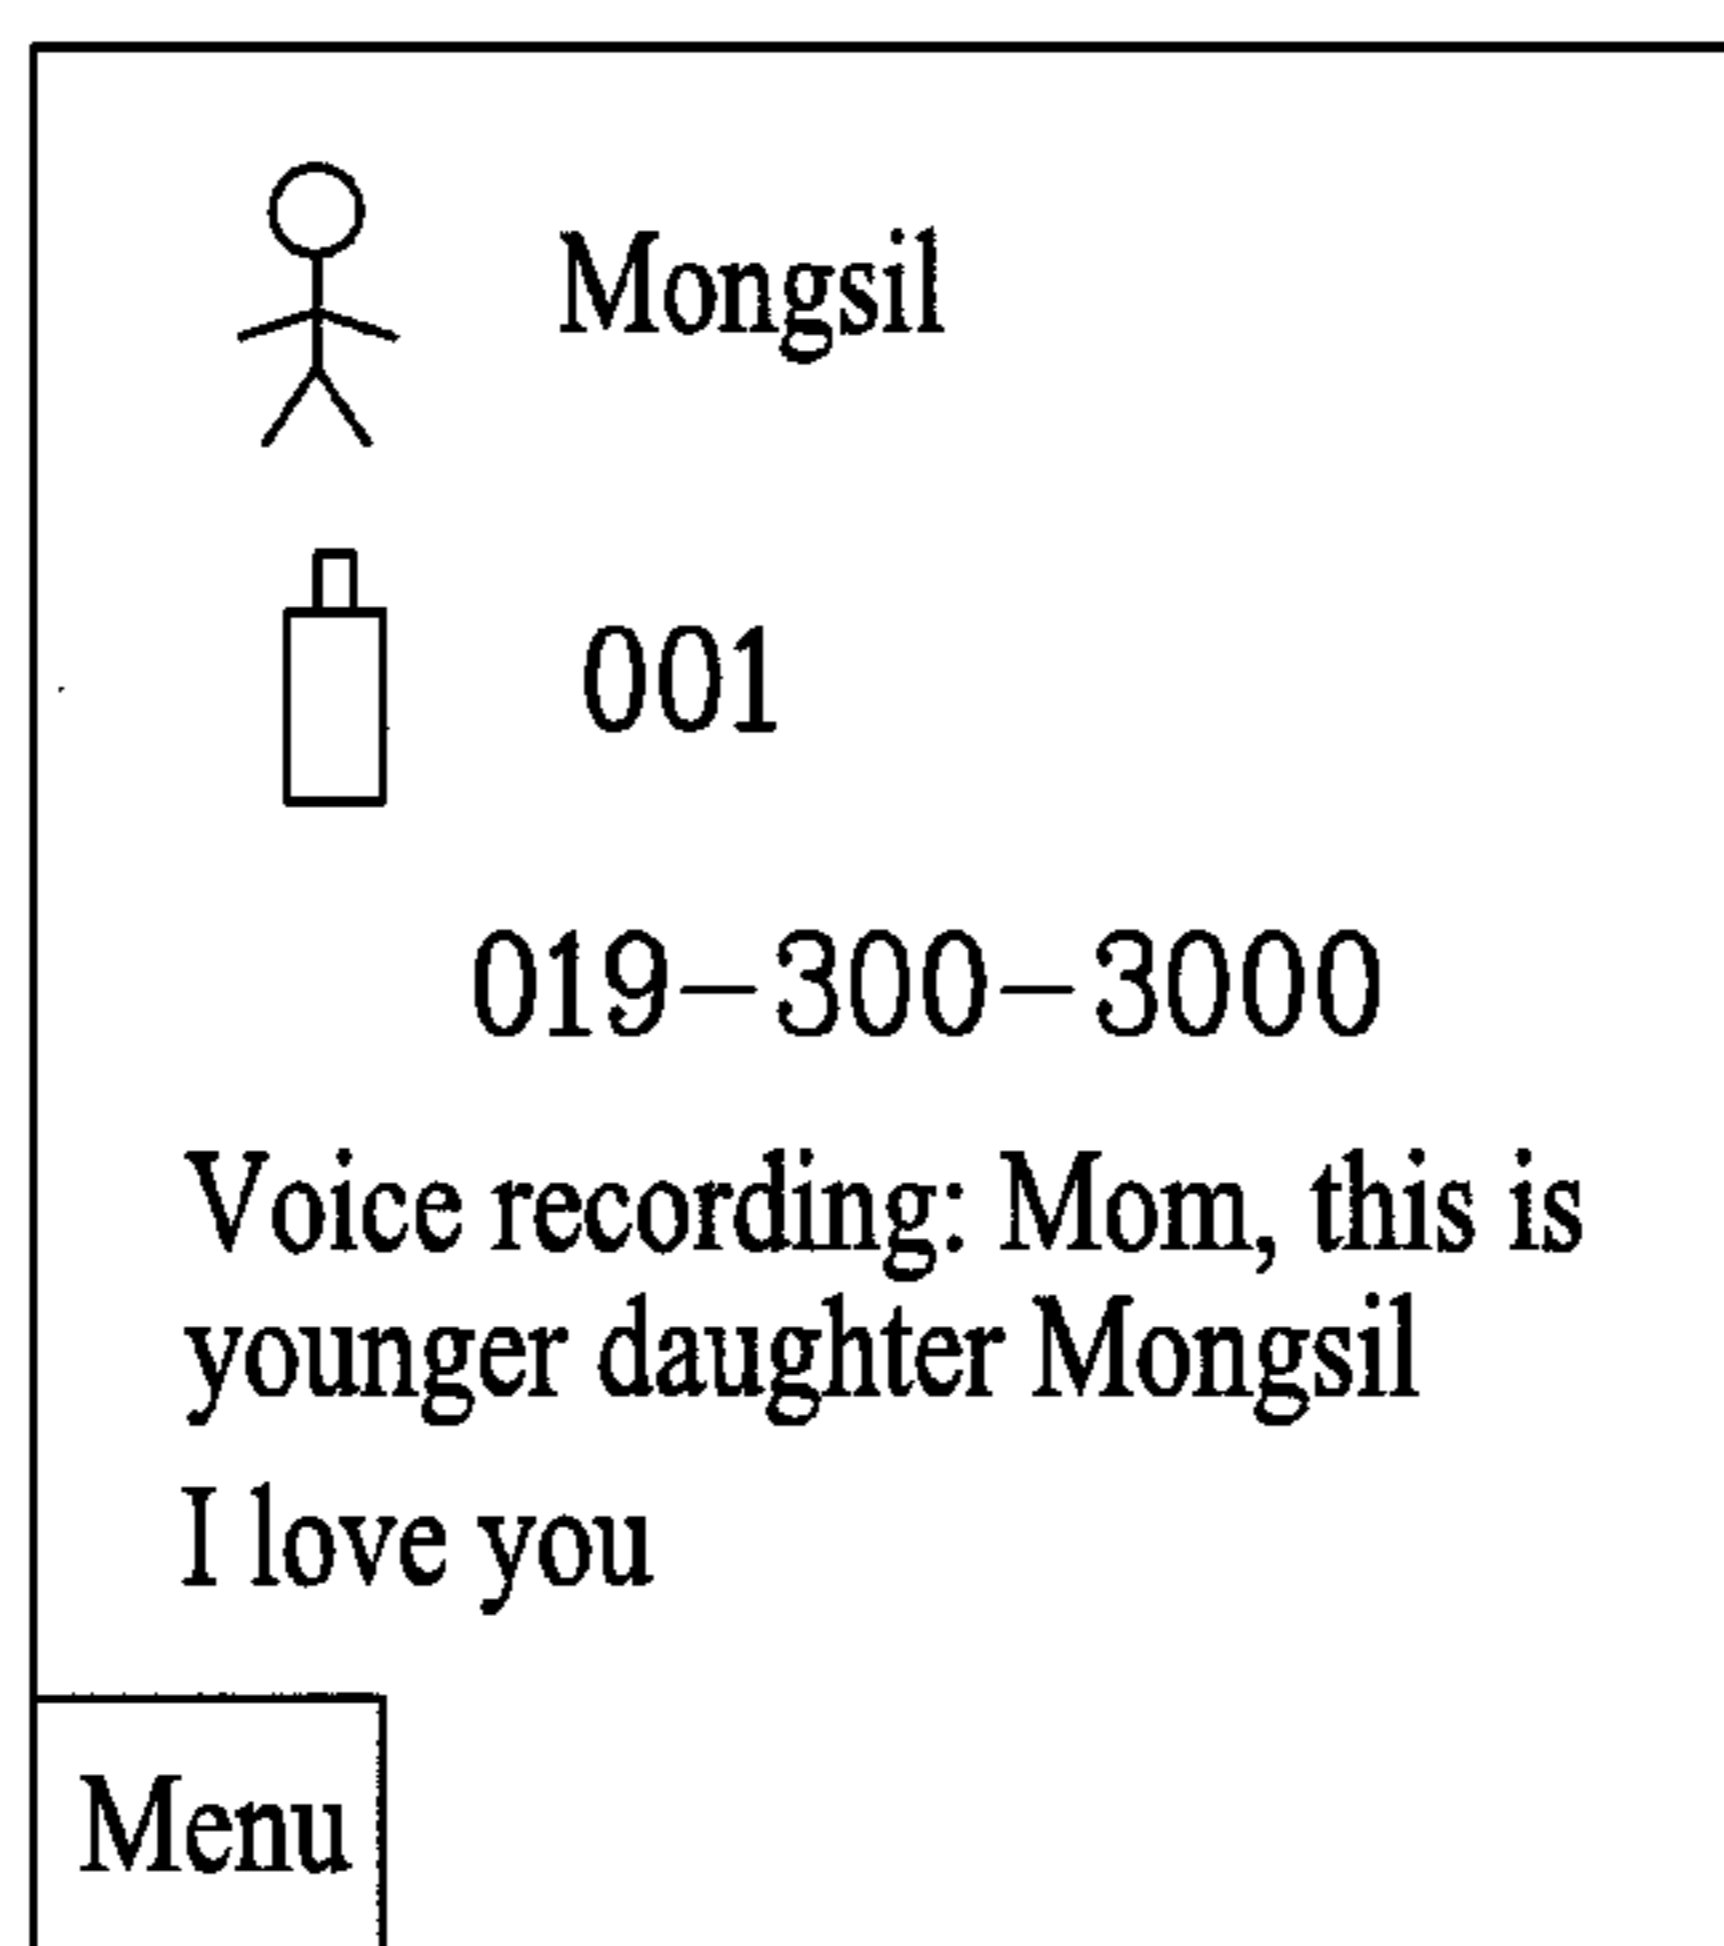 Mongsil
001
019-300-3000
Voice recording: Mom, this is
younger daughter Mongsil
I love you
Menu